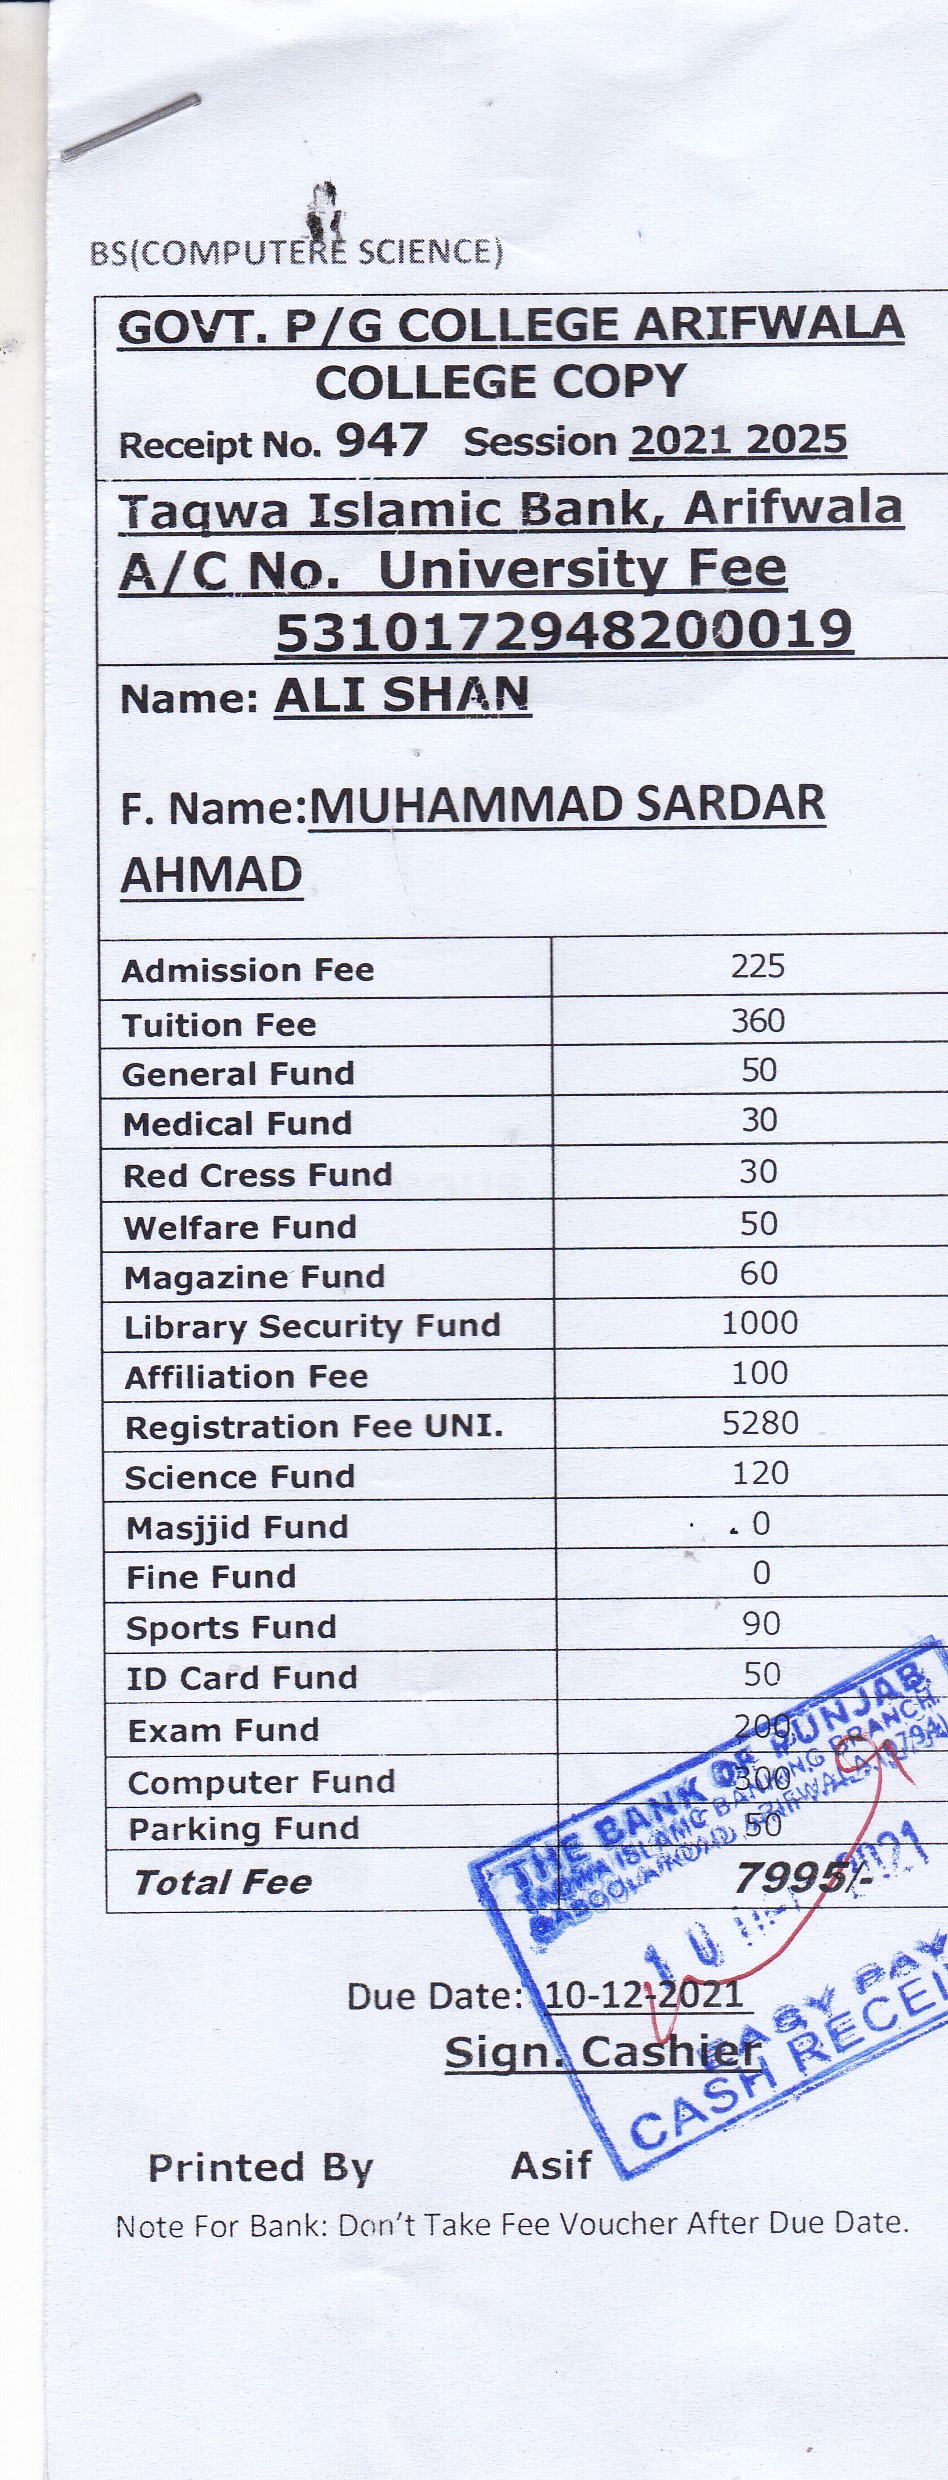 BS(COMPUTERE SCIENCE)
GOVT. P/G COLLEGE ARIFWALA
COLLEGE COPY
Receipt No. 947 Session 2021 2025
Taqwa Islamic Bank, Arifwala
A/C No. University Fee
5310172948200019
Name: ALI SHAN
F. Name:MUHAMMAD SARDAR
AHMAD
Admission Fee 225
Tuition Fee 360
General Fund 50
Medical Fund 30
Red Cress Fund 30
Welfare Fund 50
Magazine Fund 60
Library Security Fund 1000
Affiliation Fee 100
Registration Fee UNI. 5280
Science Fund 120
Masjjid Fund 0
Fine Fund 0
Sports Fund 90
ID Card Fund 50
Exam Fund 200
Computer Fund 300
Parking Fund 50
Total Fee 7995/-
THE BANK OF PUNJAB
TAQWA ISLAMIC BANKING BRANCH
QABOOLA ROAD ARIFWALA
10 2021
EASY PAY
CASH RECEI
Due Date: 10-12-2021
Sign. Cashier
Printed By Asif
Note For Bank: Don't Take Fee Voucher After Due Date.